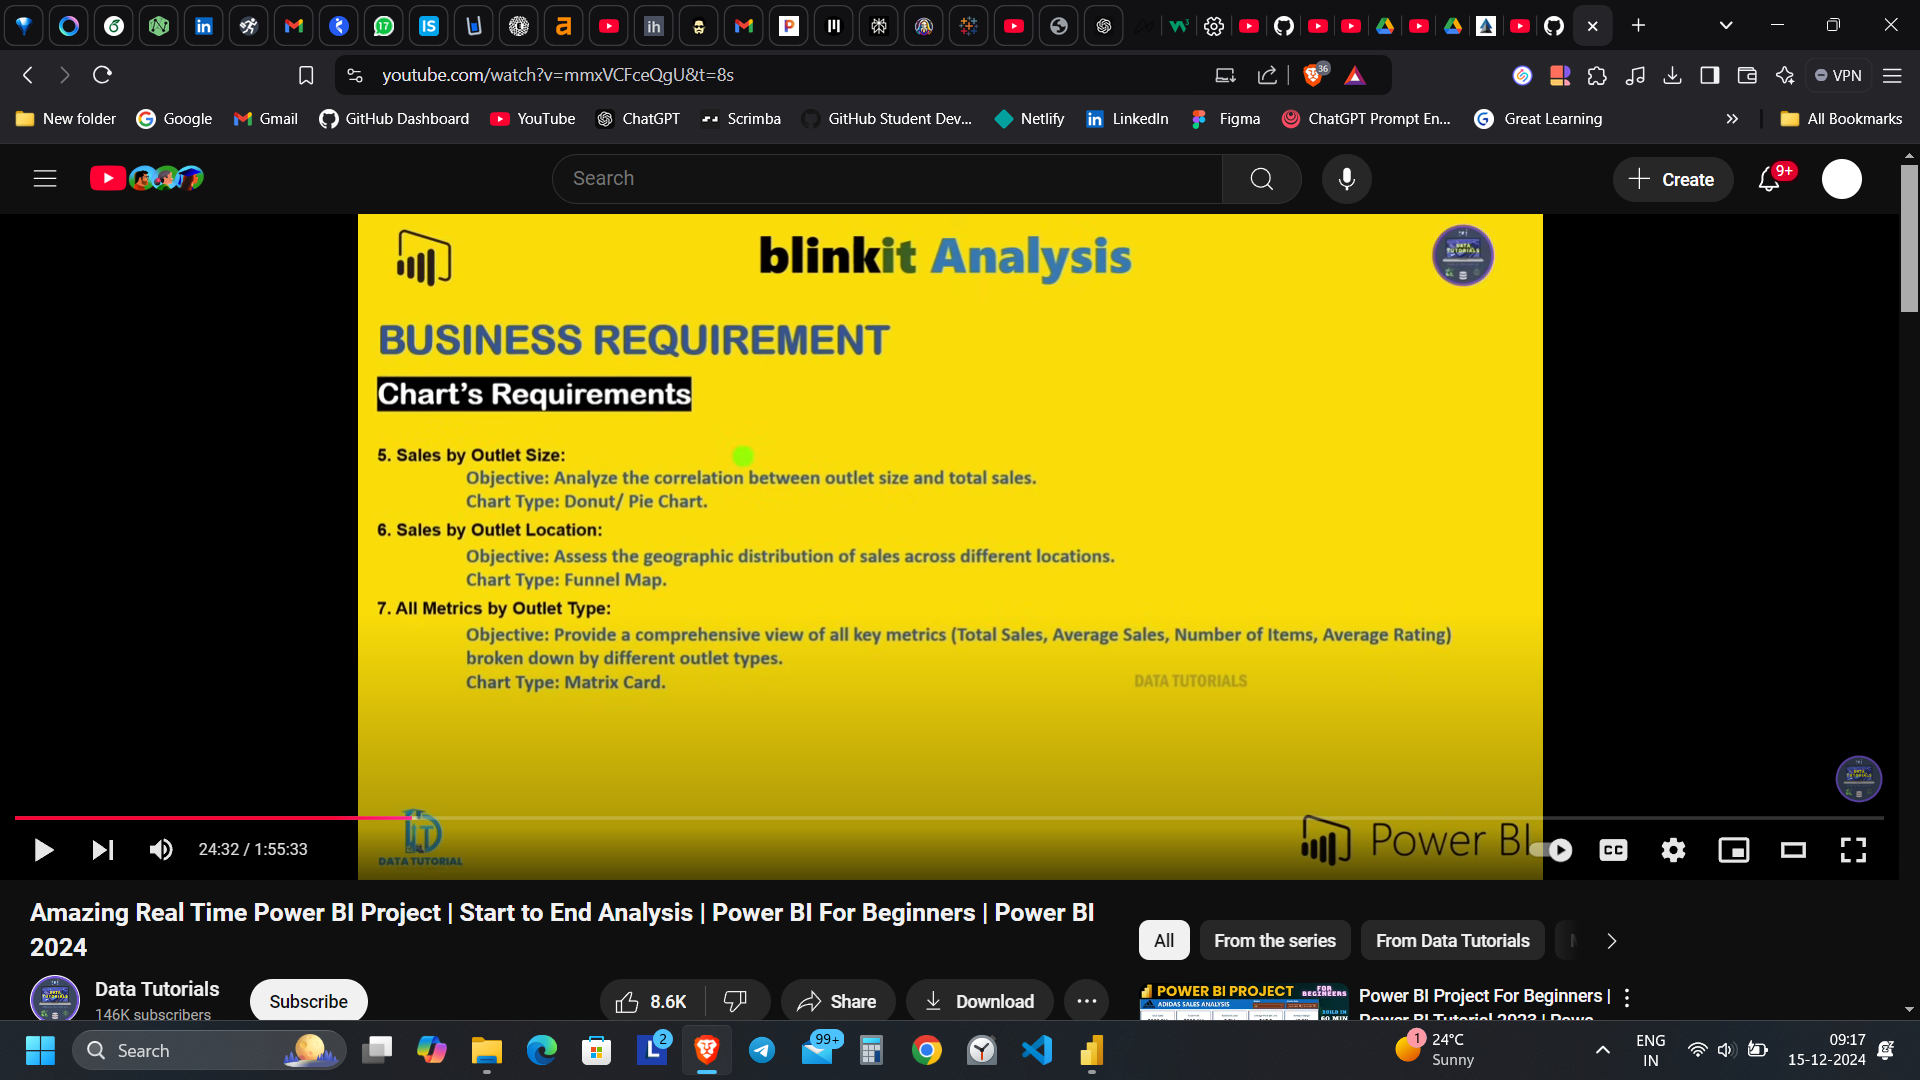 youtube.com/watch?v=mmxVCFceQgU&t=8s
36
VPN
New folder
Google
Gmail
GitHub Dashboard
YouTube
ChatGPT
Scrimba
GitHub Student Dev...
Netlify
LinkedIn
Figma
ChatGPT Prompt En...
Great Learning
All Bookmarks
Search
Create
9+
blinkit Analysis
BUSINESS REQUIREMENT
Chart's Requirements
5. Sales by Outlet Size:
Objective: Analyze the correlation between outlet size and total sales.
Chart Type: Donut/ Pie Chart.
6. Sales by Outlet Location:
Objective: Assess the geographic distribution of sales across different locations.
Chart Type: Funnel Map.
7. All Metrics by Outlet Type:
Objective: Provide a comprehensive view of all key metrics (Total Sales, Average Sales, Number of Items, Average Rating)
broken down by different outlet types.
Chart Type: Matrix Card.
DATA TUTORIALS
DATA TUTORIAL
Power BI
24:32 / 1:55:33
CC
Amazing Real Time Power BI Project | Start to End Analysis | Power BI For Beginners | Power BI
2024
Data Tutorials
146K subscribers
Subscribe
8.6K
Share
Download
All
From the series
From Data Tutorials
POWER BI PROJECT
FOR
BEGINEERS
ADIDAS SALES ANALYSIS
Power BI Project For Beginners |
Power BI Tutorial 2023 | Powe
Search
2
99+
1
24°C
Sunny
ENG
IN
09:17
15-12-2024